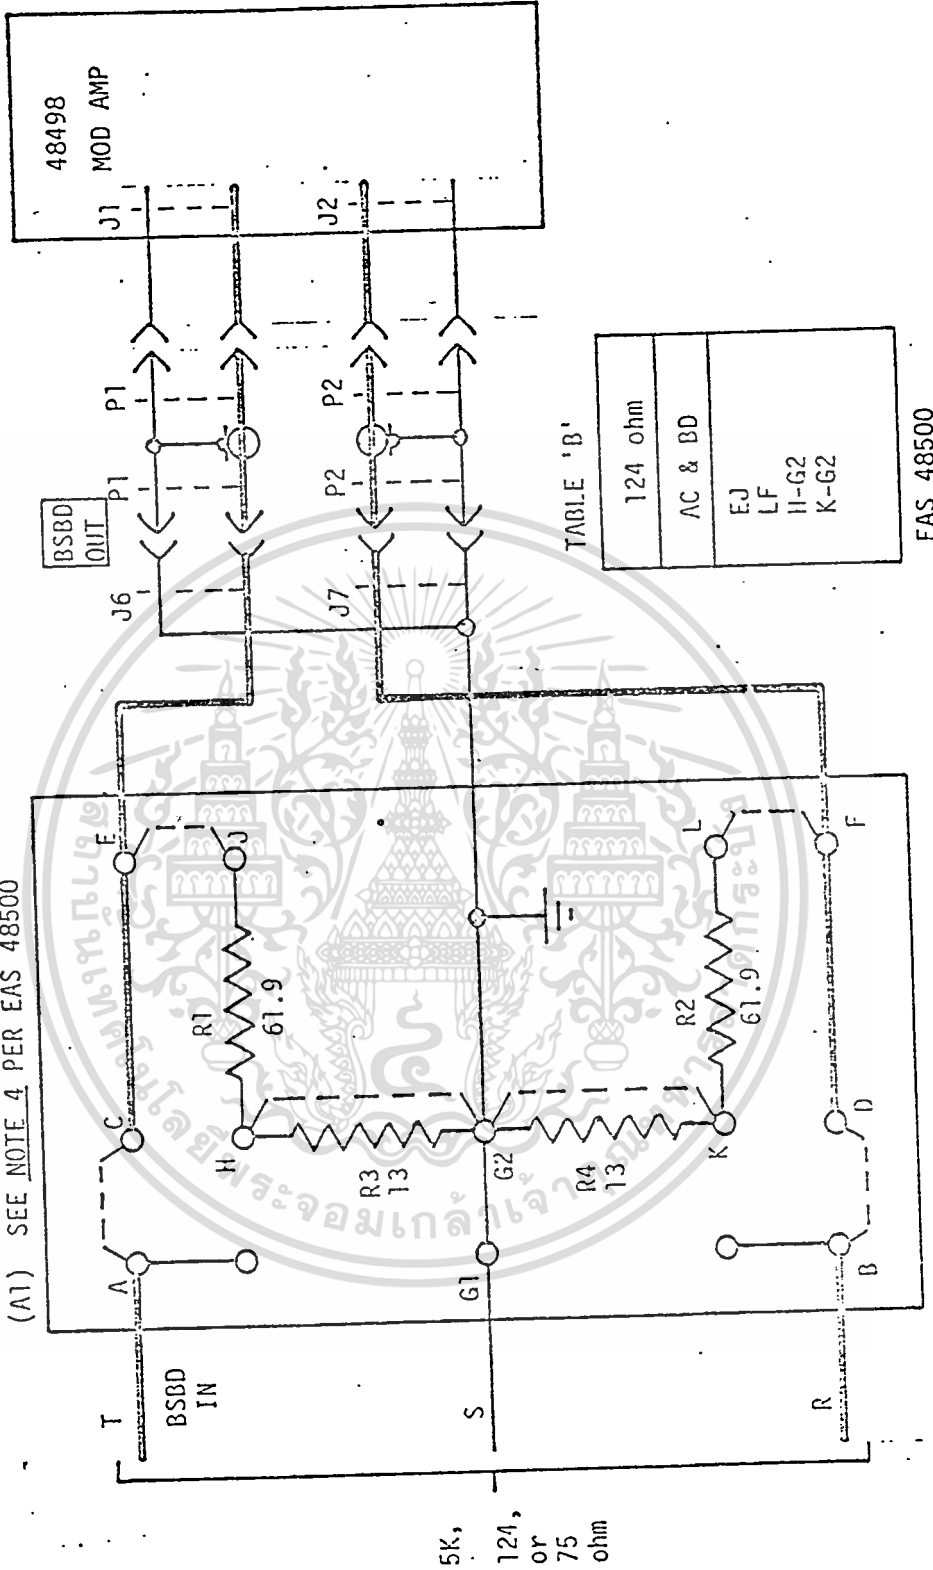 (A1) SEE NOTE 4 PER EAS 48500
5K,
124,
or
75
ohm
T
BSBD
IN
S
R
A
C
E
H
R1
61.9
J
G1
R3
13
G2
R4
13
K
R2
61.9
L
B
D
F
BSBD
OUT
J6
P1
P1
J1
J7
P2
P2
J2
48498
MOD AMP
TABLE 'B'
124 ohm
AC & BD
EJ
LF
H-G2
K-G2
EAS 48500